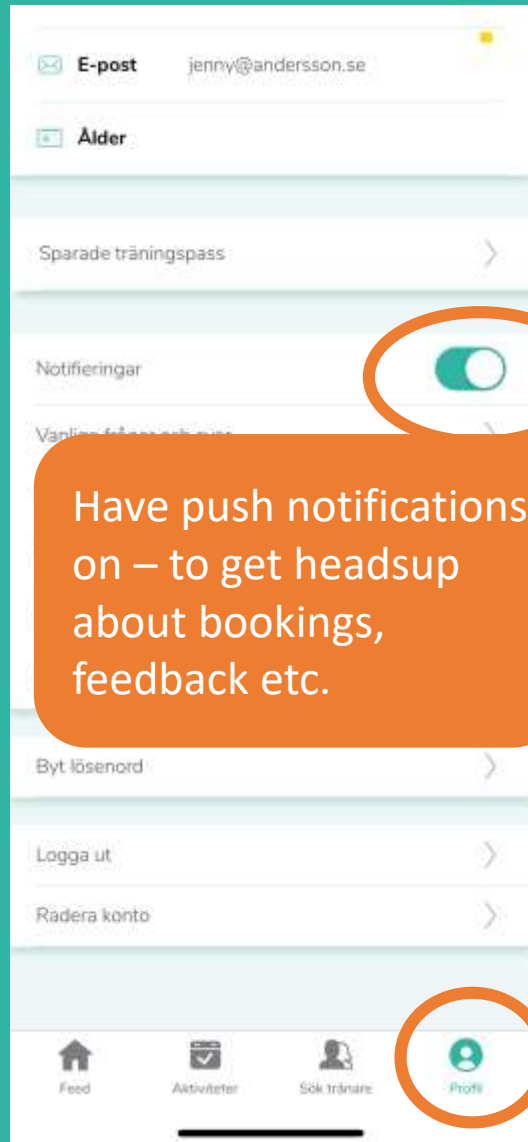 E-post jenny@andersson.se
Ålder
Sparade träningspass
Notifieringar
Have push notifications
on – to get headsup
about bookings,
feedback etc.
Byt lösenord
Logga ut
Radera konto
Feed Aktiviteter Sök tränare Profil